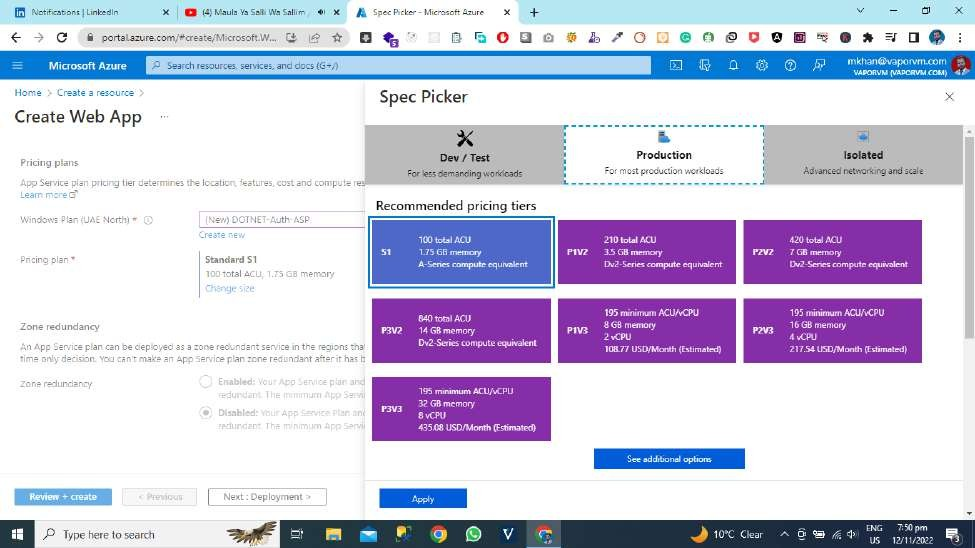 Notifications | LinkedIn
(4) Maula Ya Salli Wa Sallim
Spec Picker - Microsoft Azure
portal.azure.com/#create/Microsoft.W...
Microsoft Azure
Search resources, services, and docs (G+/)
mkhan@vaporvm.com
VAPORVM (VAPORVM.COM)
Home > Create a resource >
Create Web App ...
Pricing plans
App Service plan pricing tier determines the location, features, cost and compute res
Learn more
Windows Plan (UAE North) *
(New) DOTNET-Auth-ASP
Create new
Pricing plan *
Standard S1
100 total ACU, 1.75 GB memory
Change size
Zone redundancy
An App Service plan can be deployed as a zone redundant service in the regions that
time only decision. You can't make an App Service plan zone redundant after it has b
Zone redundancy
Enabled: Your App Service plan and
redundant. The minimum App Servi
Disabled: Your App Service Plan and
redundant. The minimum App Servi
Review + create
< Previous
Next : Deployment >
Spec Picker
Dev / Test
For less demanding workloads
Production
For most production workloads
Isolated
Advanced networking and scale
Recommended pricing tiers
S1
100 total ACU
1.75 GB memory
A-Series compute equivalent
P1V2
210 total ACU
3.5 GB memory
Dv2-Series compute equivalent
P2V2
420 total ACU
7 GB memory
Dv2-Series compute equivalent
P3V2
840 total ACU
14 GB memory
Dv2-Series compute equivalent
P1V3
195 minimum ACU/vCPU
8 GB memory
2 vCPU
108.77 USD/Month (Estimated)
P2V3
195 minimum ACU/vCPU
16 GB memory
4 vCPU
217.54 USD/Month (Estimated)
P3V3
195 minimum ACU/vCPU
32 GB memory
8 vCPU
435.08 USD/Month (Estimated)
See additional options
Apply
Type here to search
10°C Clear
ENG
US
7:50 pm
12/11/2022
3